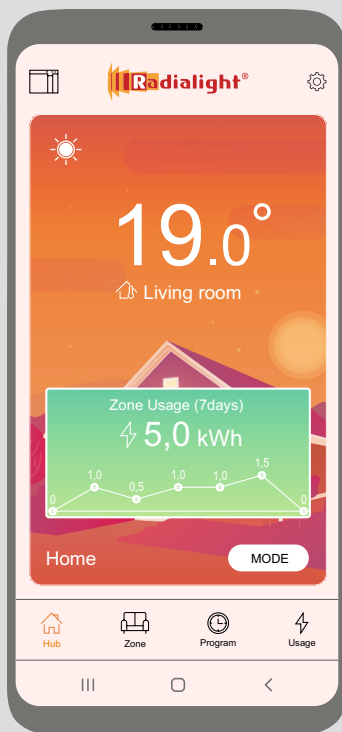 Radialight®
19.0°
Living room
Zone Usage (7days)
5,0 kWh
0 1,0 0,5 1,0 1,0 1,5 0
Home MODE
Hub Zone Program Usage